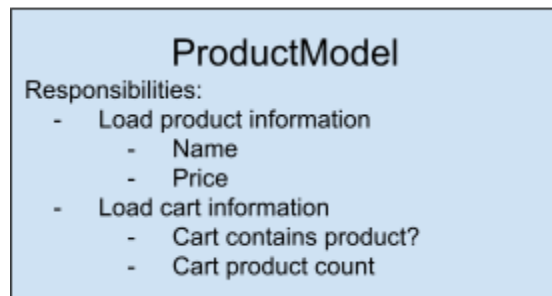 ProductModel
Responsibilities:
- Load product information
- Name
- Price
- Load cart information
- Cart contains product?
- Cart product count